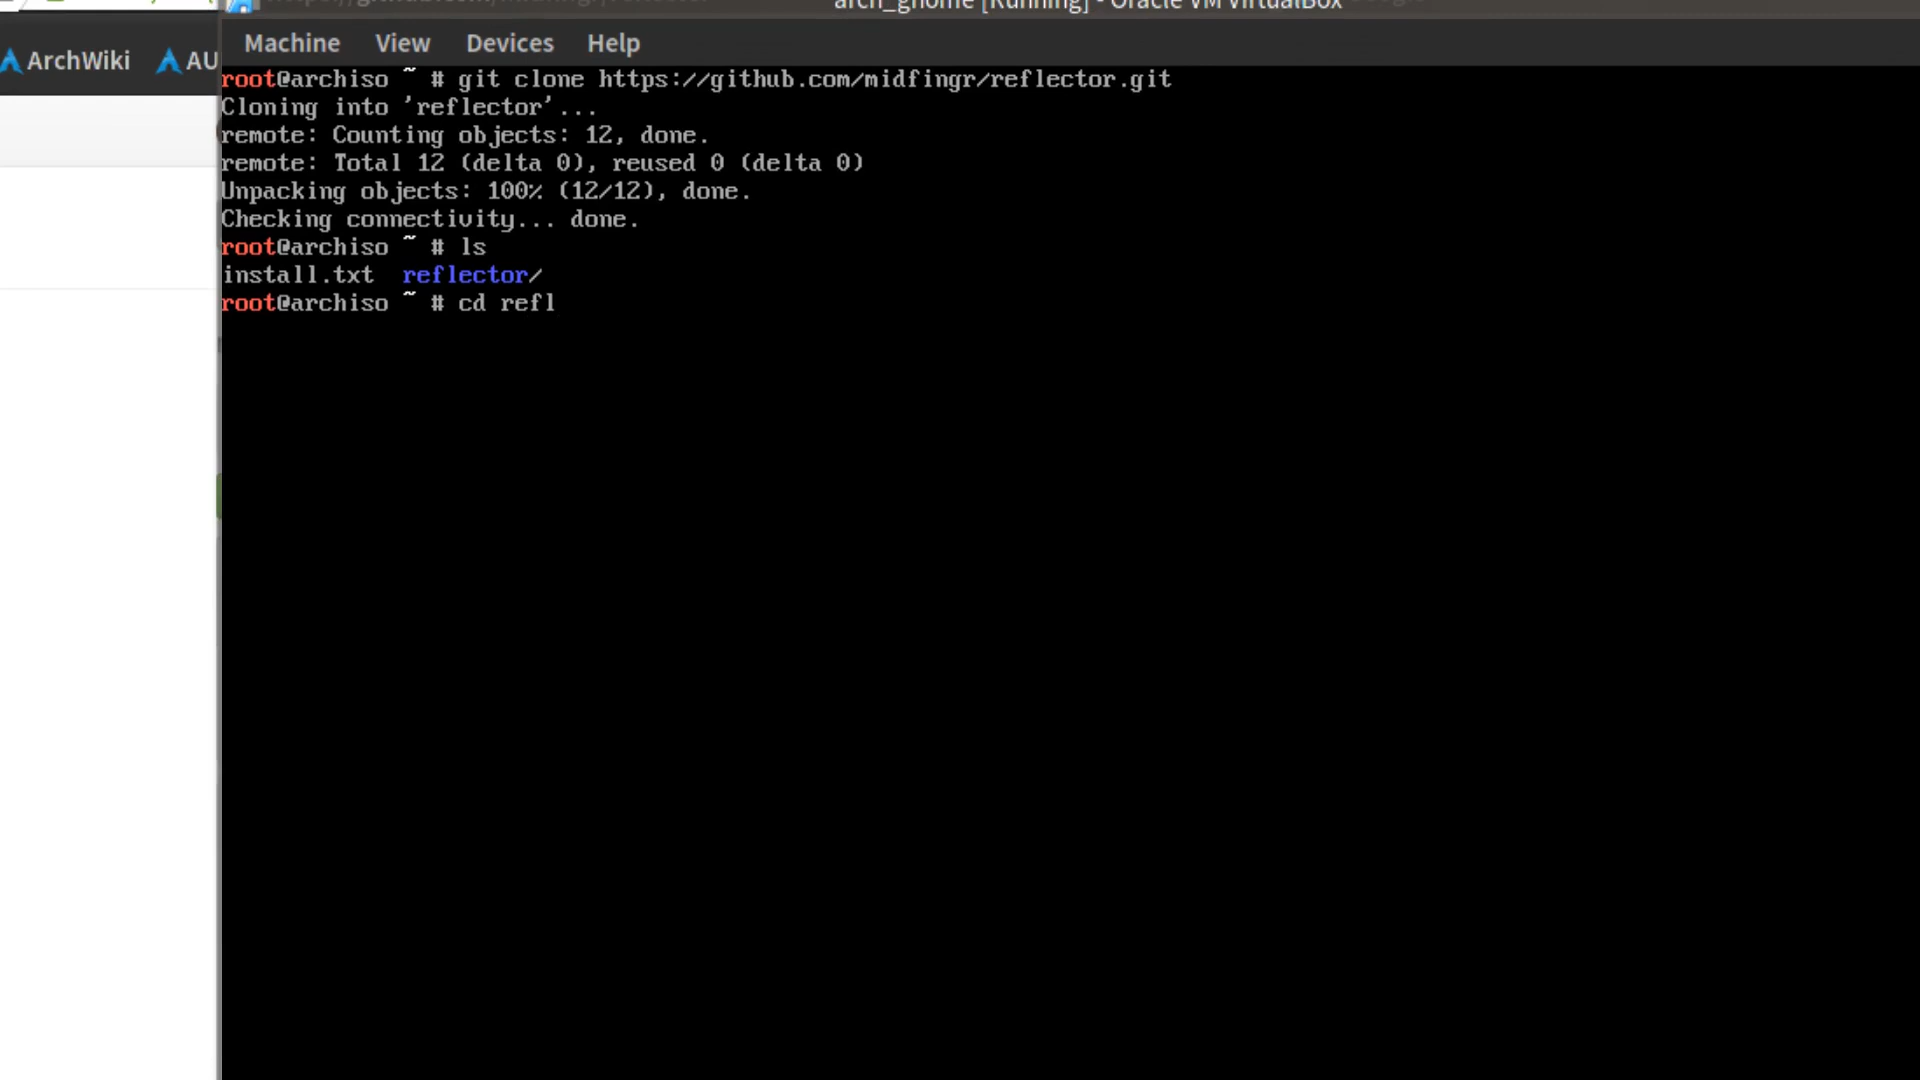 arch_gnome [Running] - Oracle VM VirtualBox
ArchWiki AU
Machine View Devices Help
root@archiso ~ # git clone https://github.com/midfingr/reflector.git
Cloning into 'reflector'...
remote: Counting objects: 12, done.
remote: Total 12 (delta 0), reused 0 (delta 0)
Unpacking objects: 100% (12/12), done.
Checking connectivity... done.
root@archiso ~ # ls
install.txt reflector/
root@archiso ~ # cd refl